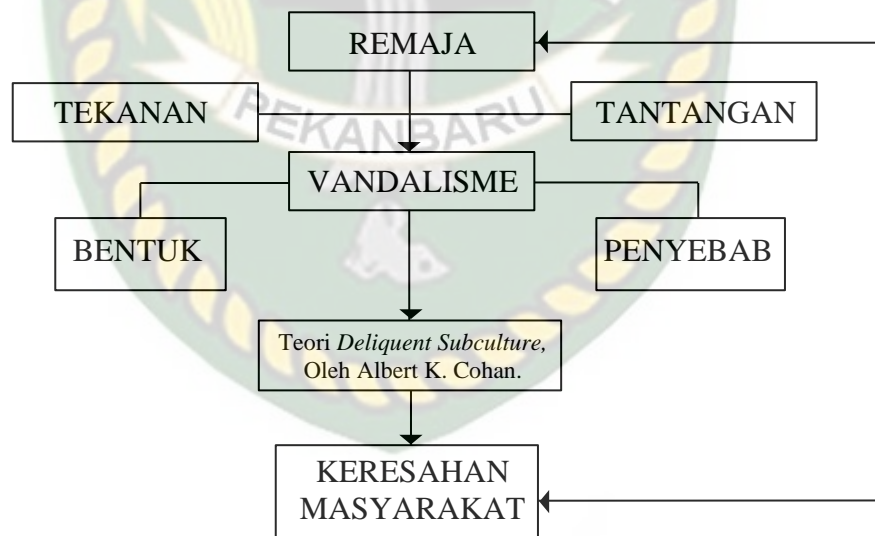 REMAJA
TEKANAN
TANTANGAN
PEKANBARU
VANDALISME
BENTUK
PENYEBAB
Teori Deliquent Subculture,
Oleh Albert K. Cohan.
KERESAHAN
MASYARAKAT